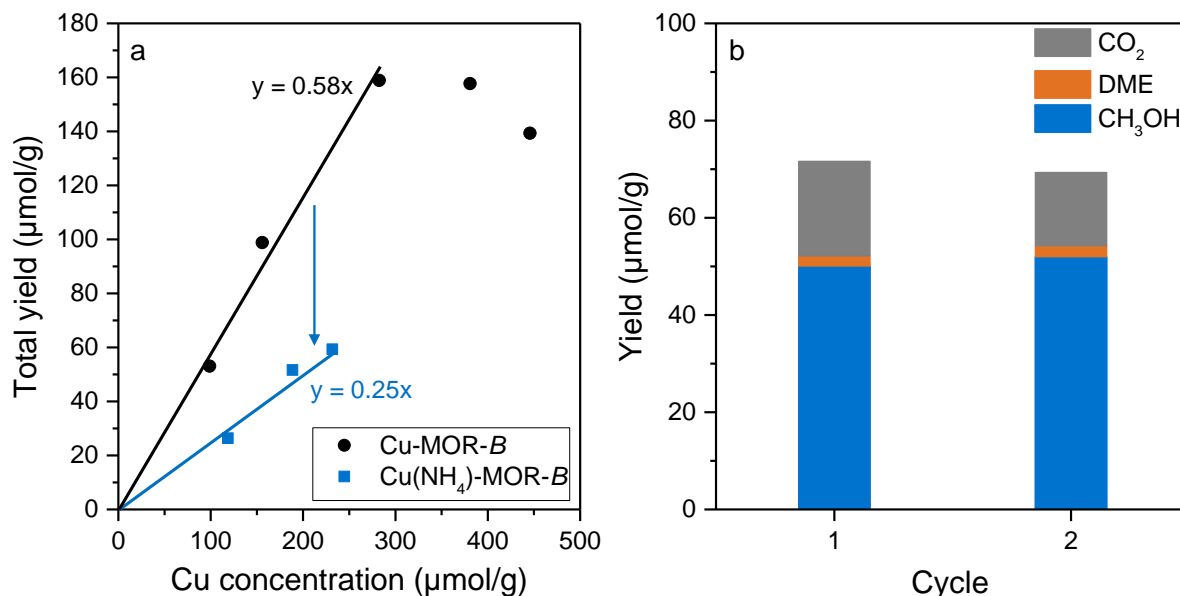 a
y = 0.58x
y = 0.25x
Cu-MOR-B
Cu(NH₄)-MOR-B
180
160
140
120
100
80
60
40
20
0
0 100 200 300 400 500
Total yield (µmol/g)
Cu concentration (µmol/g)
b
CO₂
DME
CH₃OH
100
80
60
40
20
0
1 2
Yield (µmol/g)
Cycle